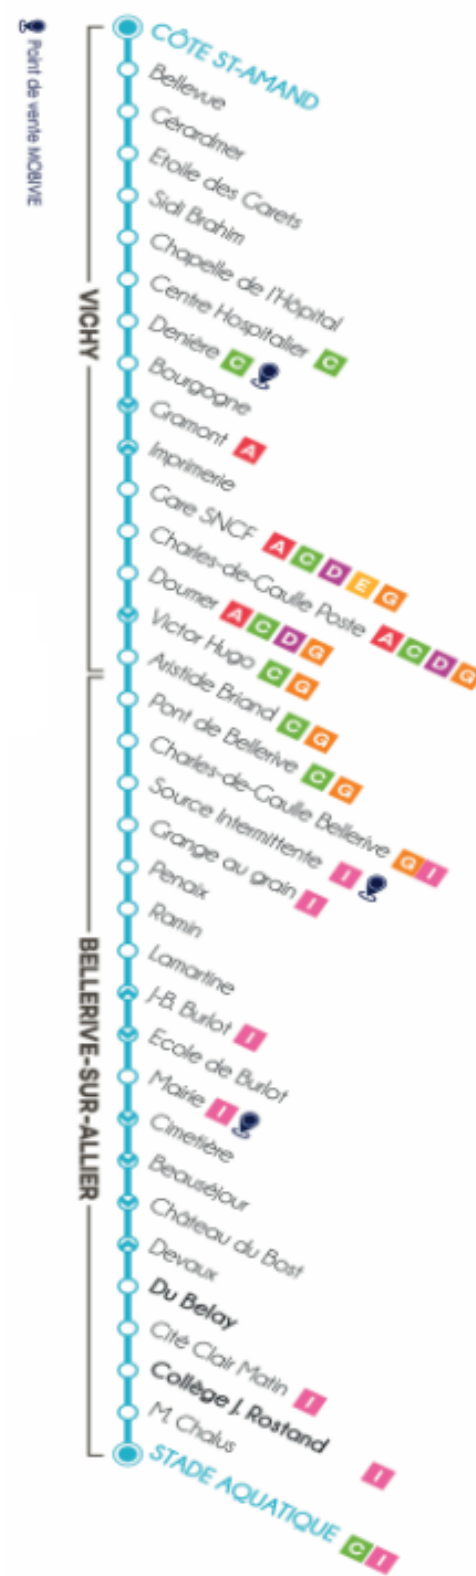 Point de vente MOBIVIE
VICHY
CÔTE ST-AMAND
Bellevue
Gérardmer
Etoile des Garets
Sidi Brahim
Chapelle de l'Hôpital
Centre Hospitalier C
Denière C
Bourgogne
Gramont A
Imprimerie
Gare SNCF A C D E G
Charles-de-Gaulle Poste A C D G
Doumer A C D G
Victor Hugo C G
BELLERIVE-SUR-ALLIER
Aristide Briand C G
Pont de Bellerive C G
Charles-de-Gaulle Bellerive G I
Source Intermittente I
Grange au grain I
Penaix
Ramin
Lamartine
J-B. Burlot I
Ecole de Burlot
Mairie I
Cimetière
Beauséjour
Château du Bost
Devaux
Du Belay
Cité Clair Matin I
Collège J. Rostand I
M. Chalus
STADE AQUATIQUE C I